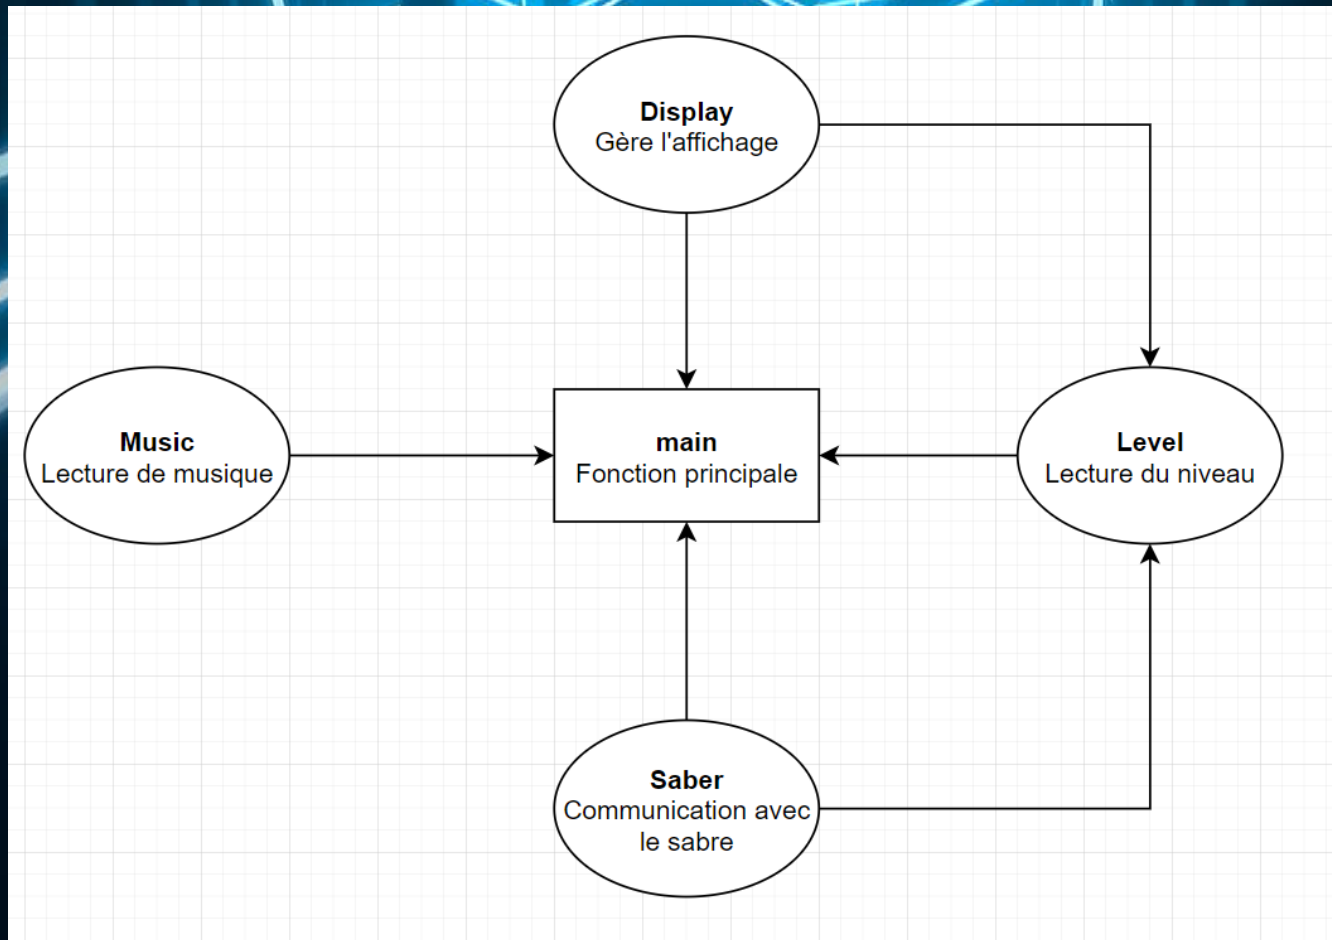 Display
Gère l'affichage
Music
Lecture de musique
main
Fonction principale
Level
Lecture du niveau
Saber
Communication avec
le sabre